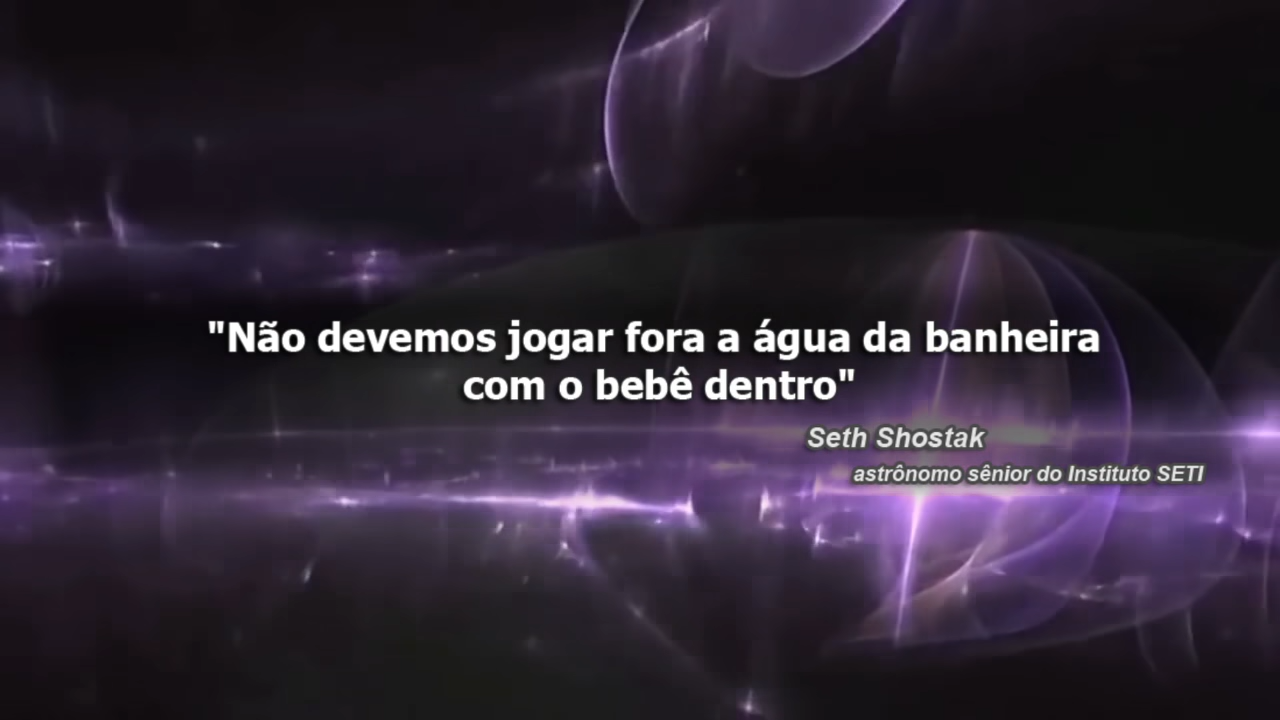 "Não devemos jogar fora a água da banheira
com o bebê dentro"
Seth Shostak
astrônomo sênior do Instituto SETI